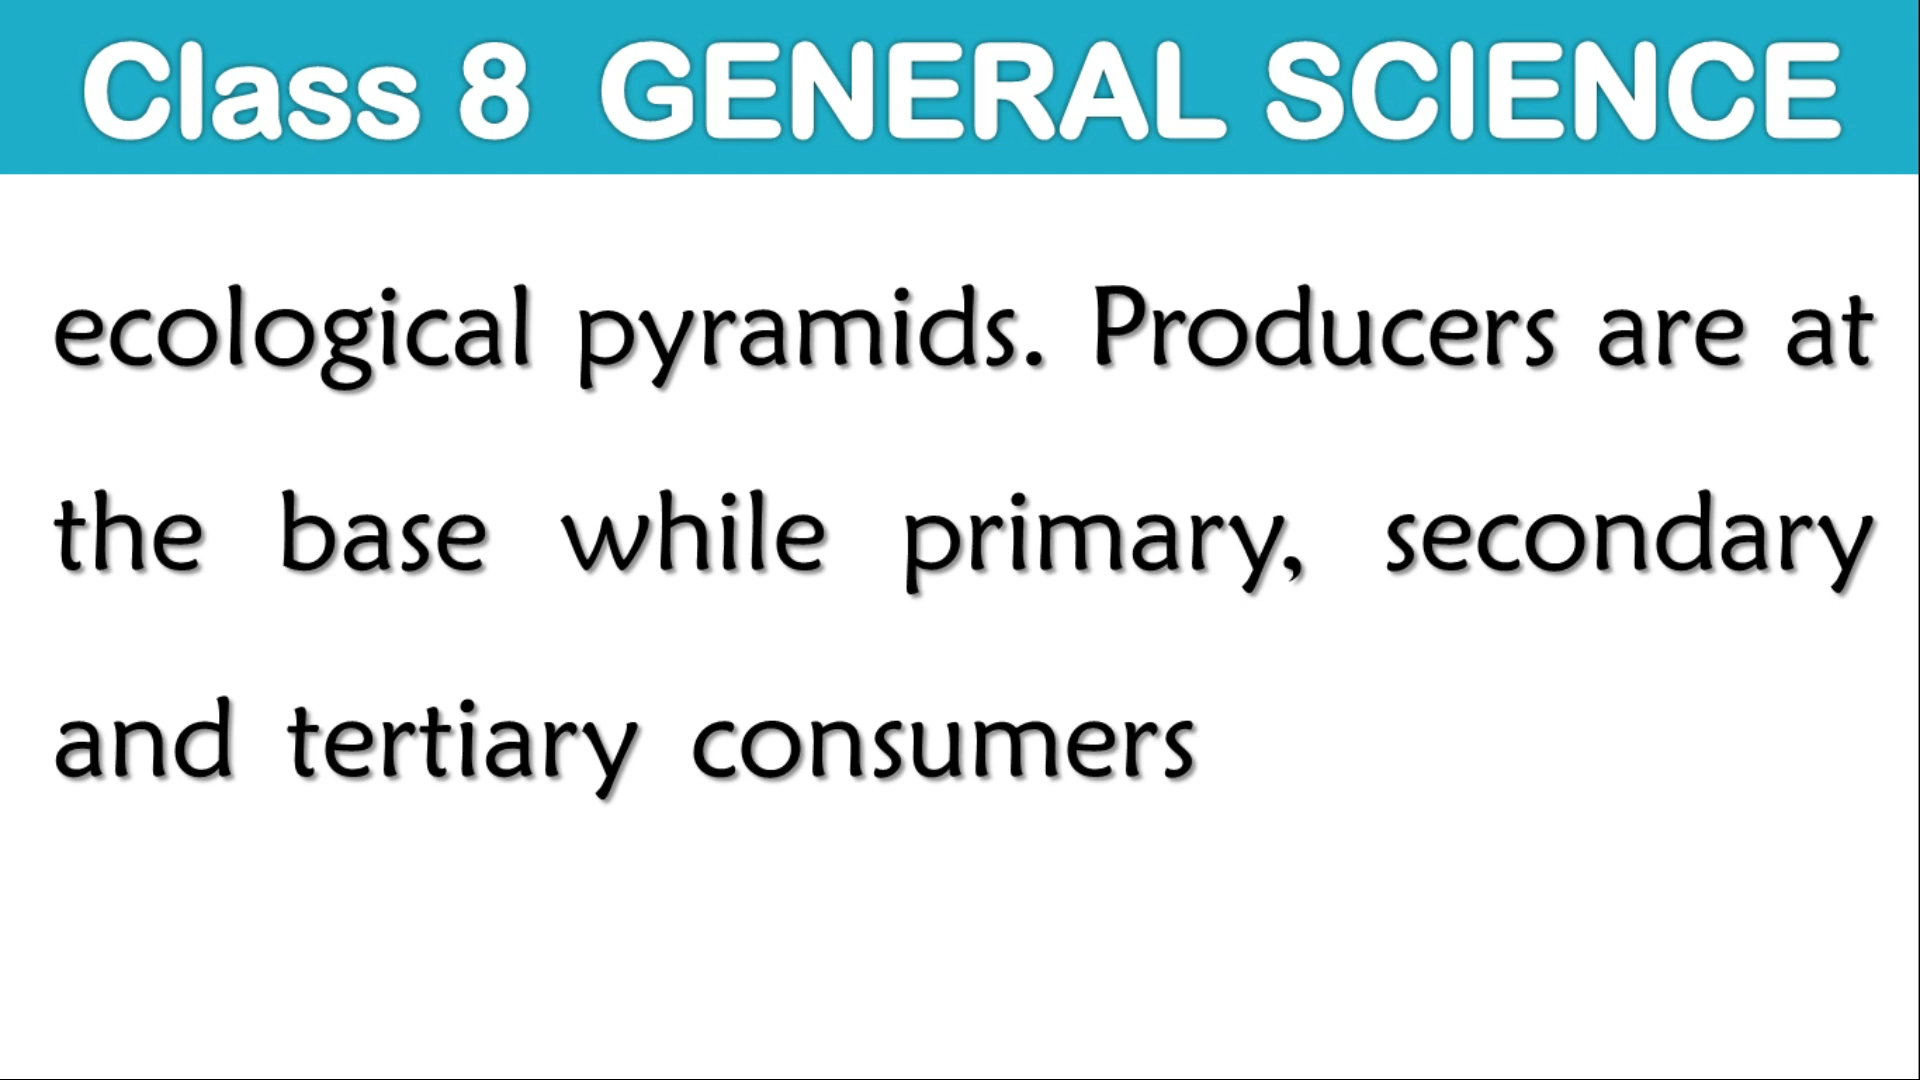 Class 8 GENERAL SCIENCE
ecological pyramids. Producers are at
the base while primary, secondary
and tertiary consumers